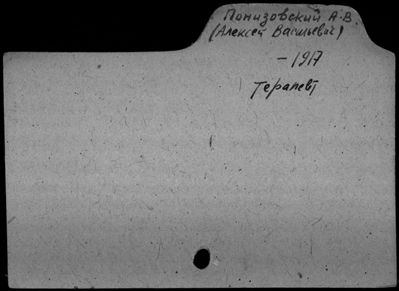 Понизовский А.В.
(Алексей Васильевич)
– 1917
Терапевт